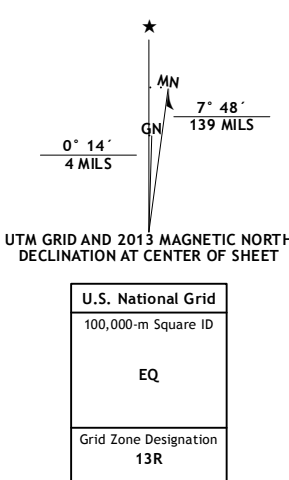 ★
MN
GN
7° 48´
139 MILS
0° 14´
4 MILS
UTM GRID AND 2013 MAGNETIC NORTH
DECLINATION AT CENTER OF SHEET
U.S. National Grid
100,000-m Square ID
EQ
Grid Zone Designation
13R